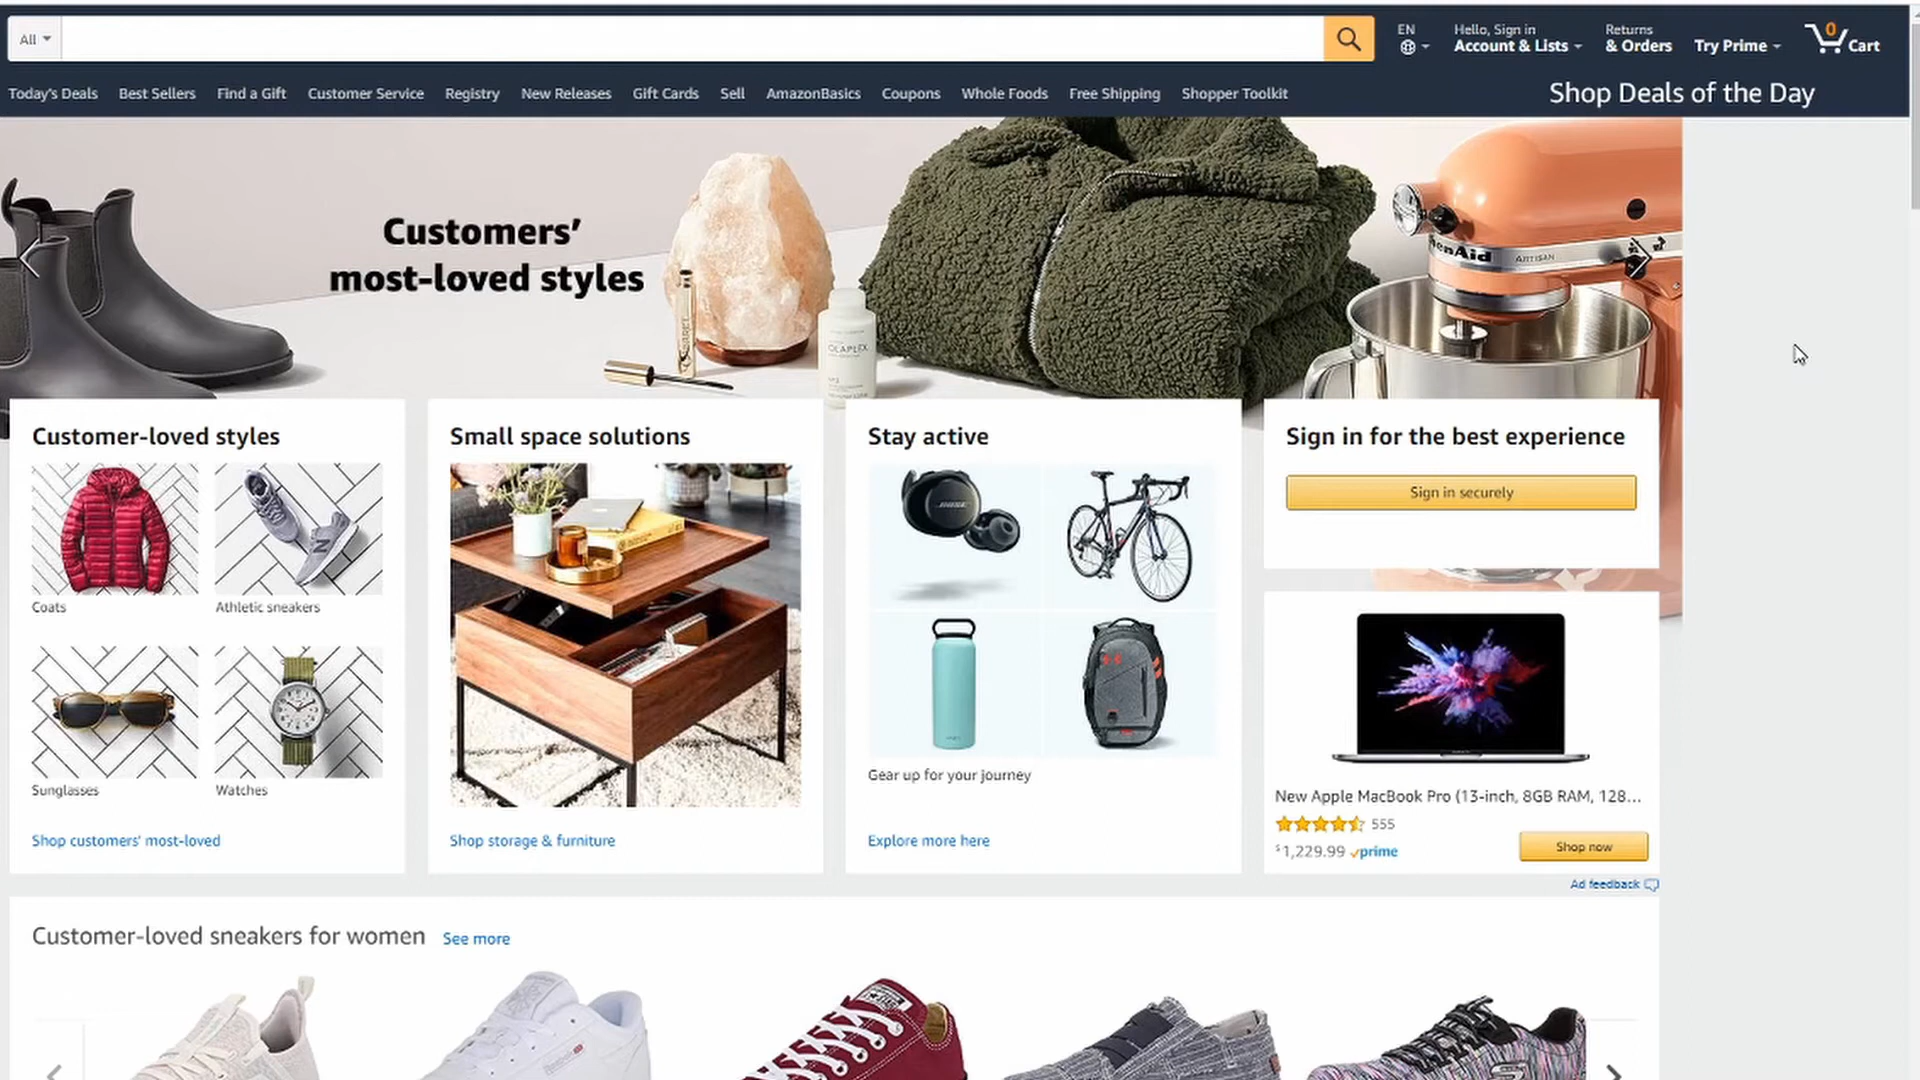 All
EN
Hello, Sign in
Account & Lists
Returns
& Orders
Try Prime
0
Cart
Today's Deals
Best Sellers
Find a Gift
Customer Service
Registry
New Releases
Gift Cards
Sell
AmazonBasics
Coupons
Whole Foods
Free Shipping
Shopper Toolkit
Shop Deals of the Day
Customers'
most-loved styles
OLAPLEX
enAid
ARTISAN
Customer-loved styles
Coats
Athletic sneakers
Sunglasses
Watches
Shop customers' most-loved
Small space solutions
Shop storage & furniture
Stay active
BOSE
Gear up for your journey
Explore more here
Sign in for the best experience
Sign in securely
New Apple MacBook Pro (13-inch, 8GB RAM, 128...
555
$1,229.99 prime
Shop now
Ad feedback
Customer-loved sneakers for women See more